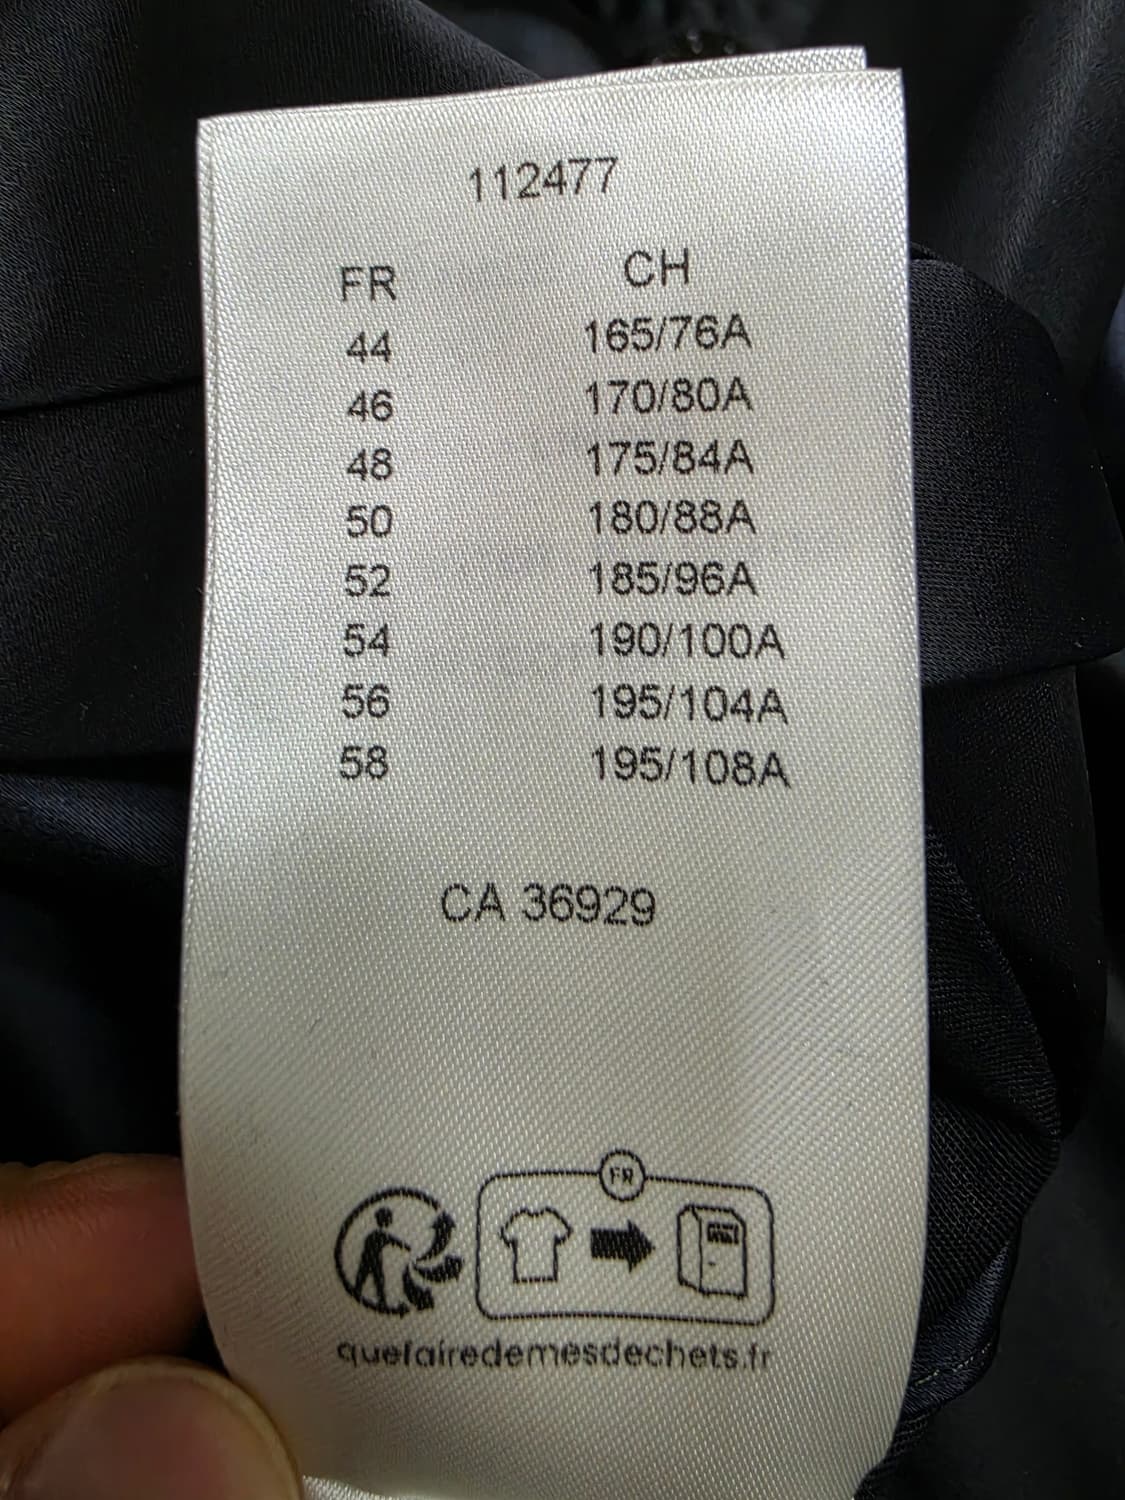 112477
FR CH
44 165/76A
46 170/80A
48 175/84A
50 180/88A
52 185/96A
54 190/100A
56 195/104A
58 195/108A
CA 36929
FR
quefairedemesdechets.fr